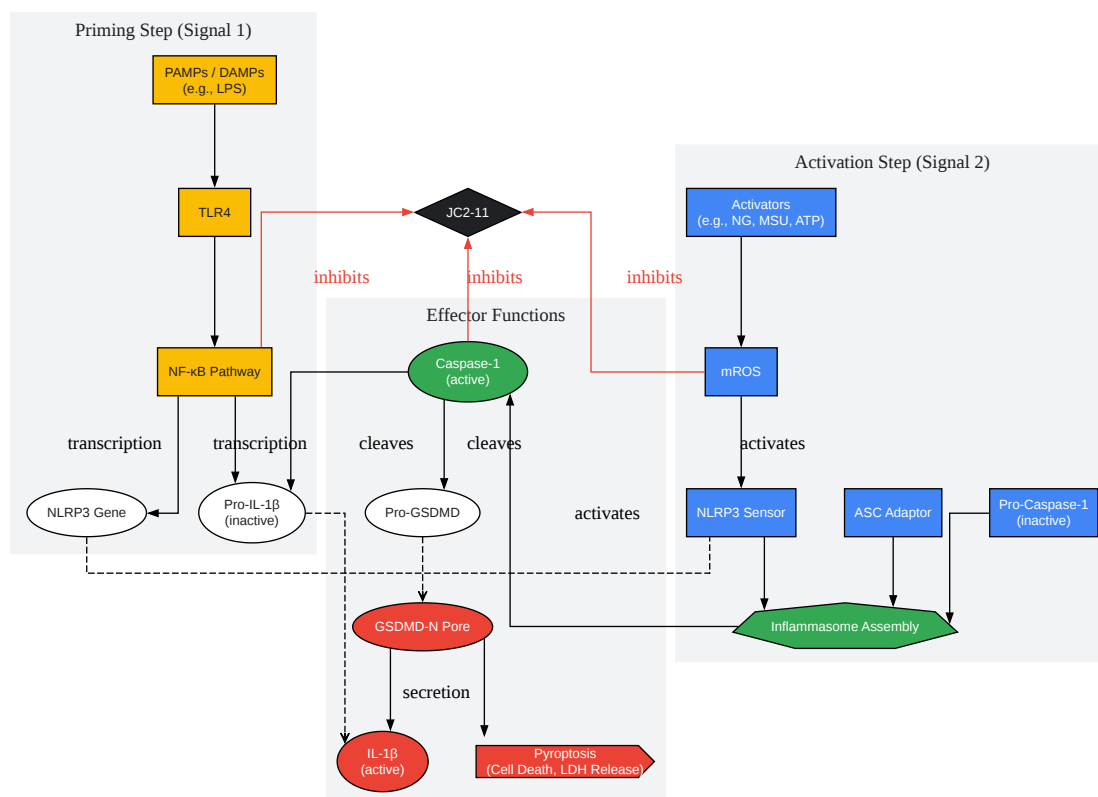 Priming Step (Signal 1)
PAMPs / DAMPs
(e.g., LPS)
TLR4
NF-κB Pathway
transcription
transcription
NLRP3 Gene
Pro-IL-1β
(inactive)
JC2-11
inhibits
inhibits
inhibits
Effector Functions
Caspase-1
(active)
cleaves
cleaves
Pro-GSDMD
activates
GSDMD-N Pore
secretion
IL-1β
(active)
Pyroptosis
(Cell Death, LDH Release)
Activation Step (Signal 2)
Activators
(e.g., NG, MSU, ATP)
mROS
activates
NLRP3 Sensor
ASC Adaptor
Pro-Caspase-1
(inactive)
Inflammasome Assembly